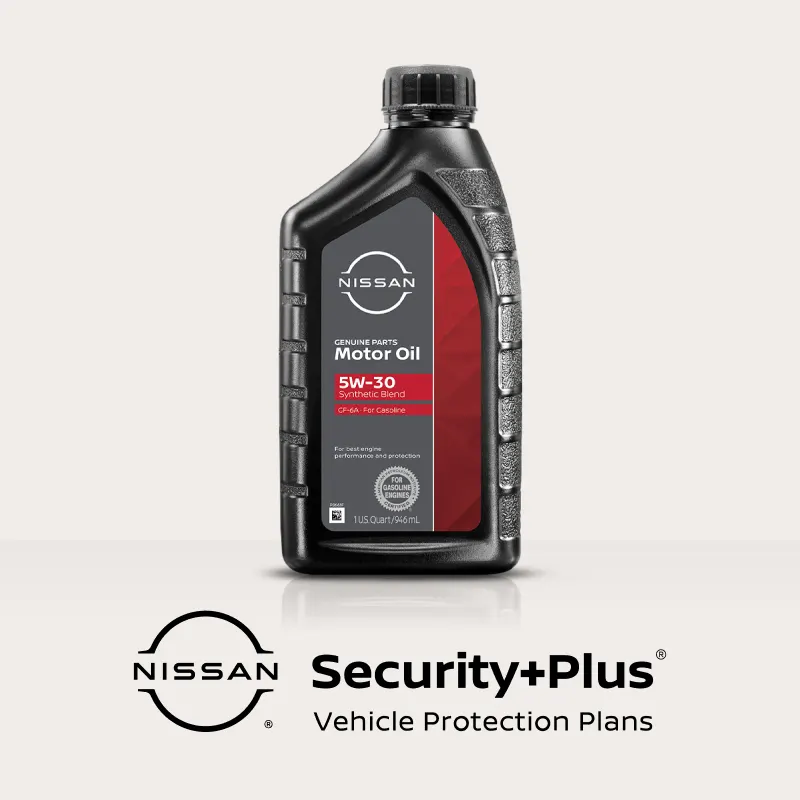 NISSAN
GENUINE PARTS
Motor Oil
5W-30
Synthetic Blend
GF-6A · For Gasoline
For best engine
performance and protection
FOR
GASOLINE
ENGINES
1 U.S. Quart/946 mL
NISSAN
®
Security+Plus®
Vehicle Protection Plans